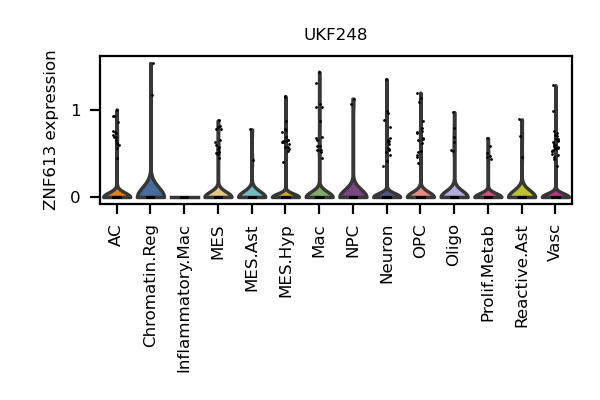 UKF248
ZNF613 expression
1
0
AC
Chromatin.Reg
Inflammatory.Mac
MES
MES.Ast
MES.Hyp
Mac
NPC
Neuron
OPC
Oligo
Prolif.Metab
Reactive.Ast
Vasc